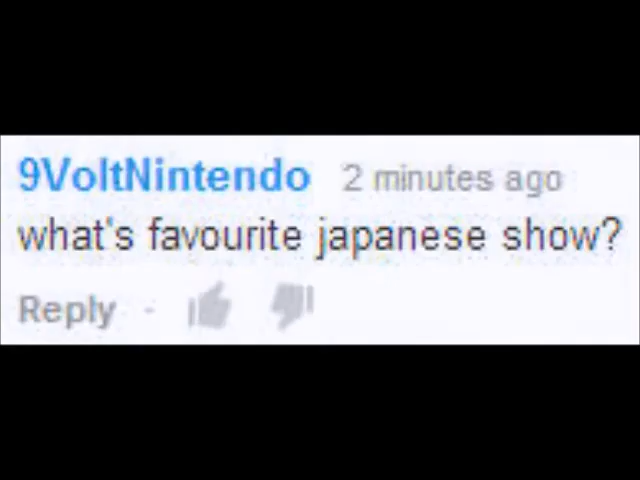 9VoltNintendo 2 minutes ago
what's favourite japanese show?
Reply ·